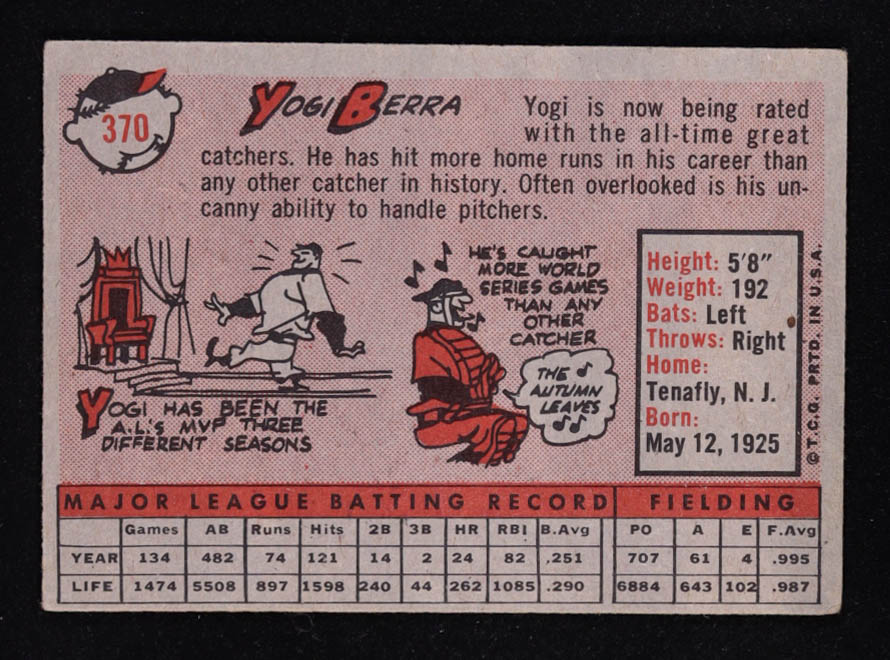 370
YOGI BERRA
Yogi is now being rated
with the all-time great
catchers. He has hit more home runs in his career than
any other catcher in history. Often overlooked is his un-
canny ability to handle pitchers.
YOGI HAS BEEN THE
A.L.'S MVP THREE
DIFFERENT SEASONS
HE'S CAUGHT
MORE WORLD
SERIES GAMES
THAN ANY
OTHER
CATCHER
THE
AUTUMN
LEAVES
Height: 5'8"
Weight: 192
Bats: Left
Throws: Right
Home:
Tenafly, N. J.
Born:
May 12, 1925
©T.C.G. PRTD. IN U.S.A.
MAJOR LEAGUE BATTING RECORD FIELDING
Games AB Runs Hits 2B 3B HR RBI B.Avg PO A E F.Avg
YEAR 134 482 74 121 14 2 24 82 .251 707 61 4 .995
LIFE 1474 5508 897 1598 240 44 262 1085 .290 6884 643 102 .987